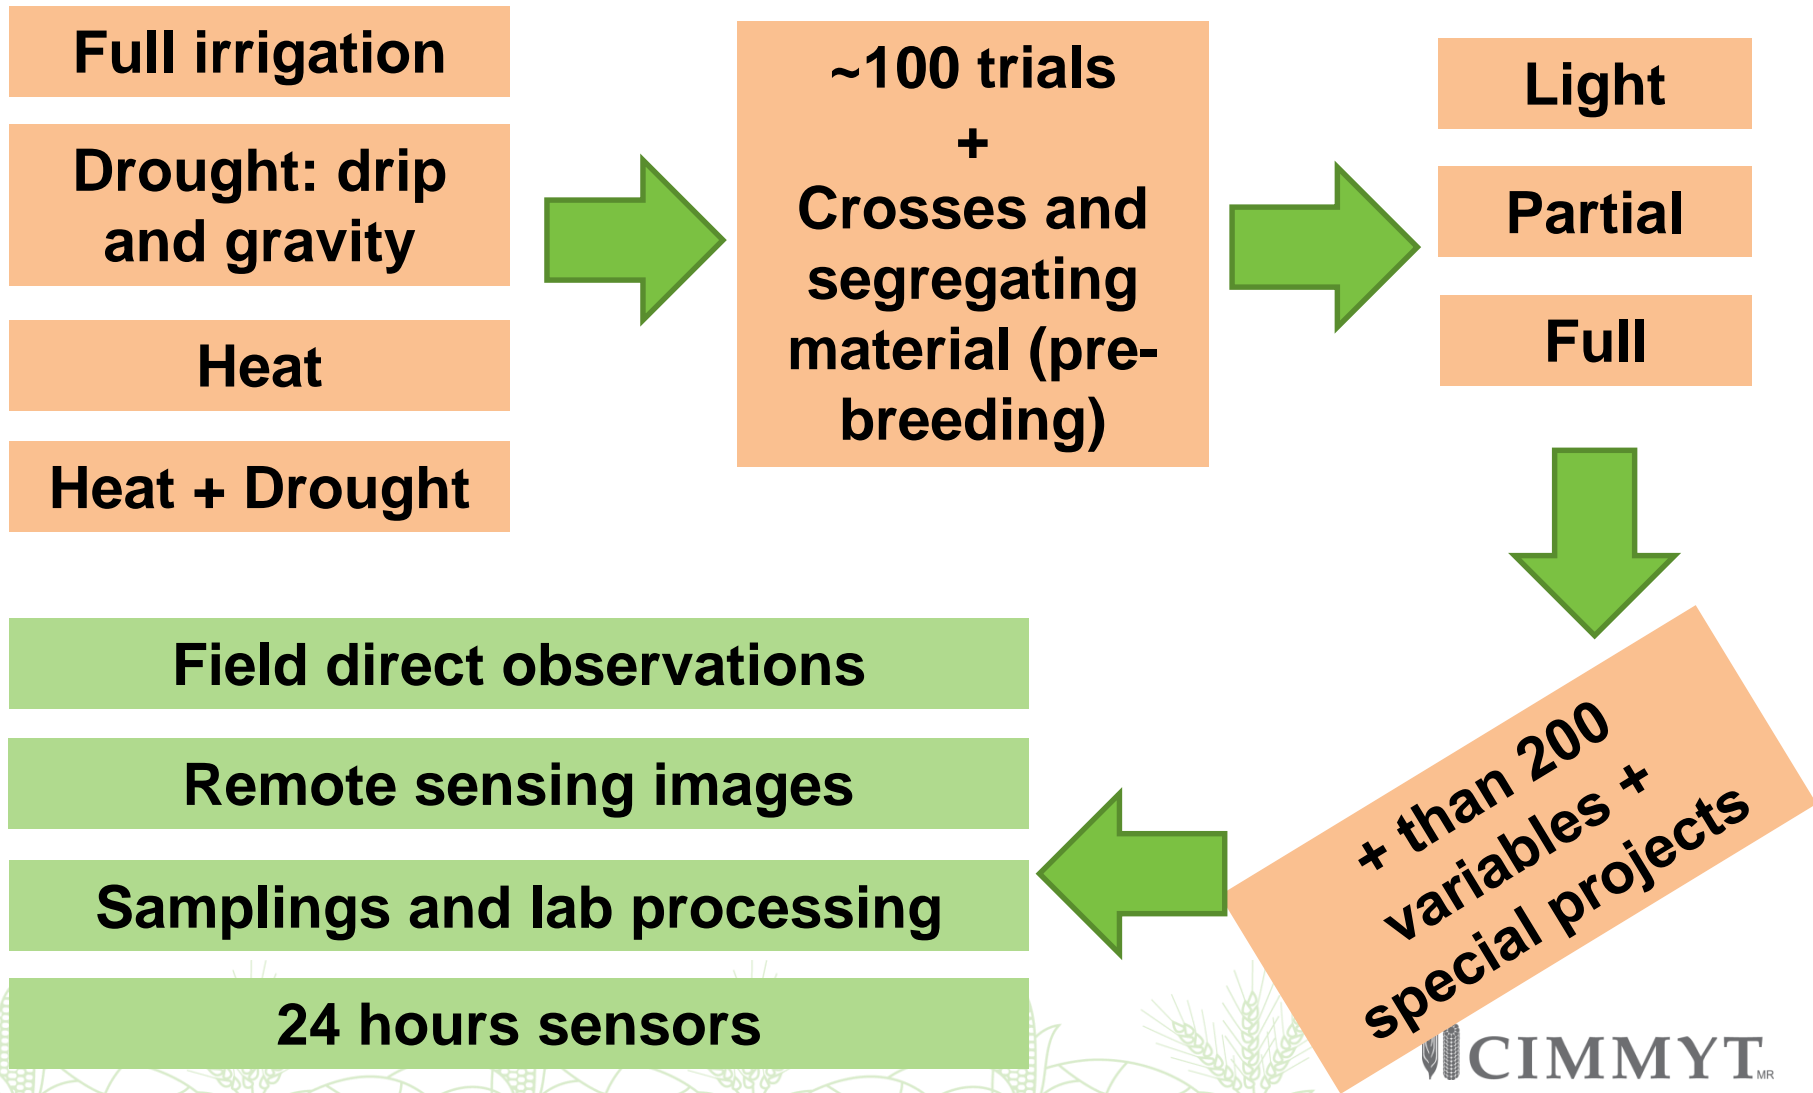 Full irrigation
Drought: drip
and gravity
Heat
Heat + Drought
~100 trials
+
Crosses and
segregating
material (pre-
breeding)
Light
Partial
Full
+ than 200
variables +
special projects
Field direct observations
Remote sensing images
Samplings and lab processing
24 hours sensors
CIMMYT
MR